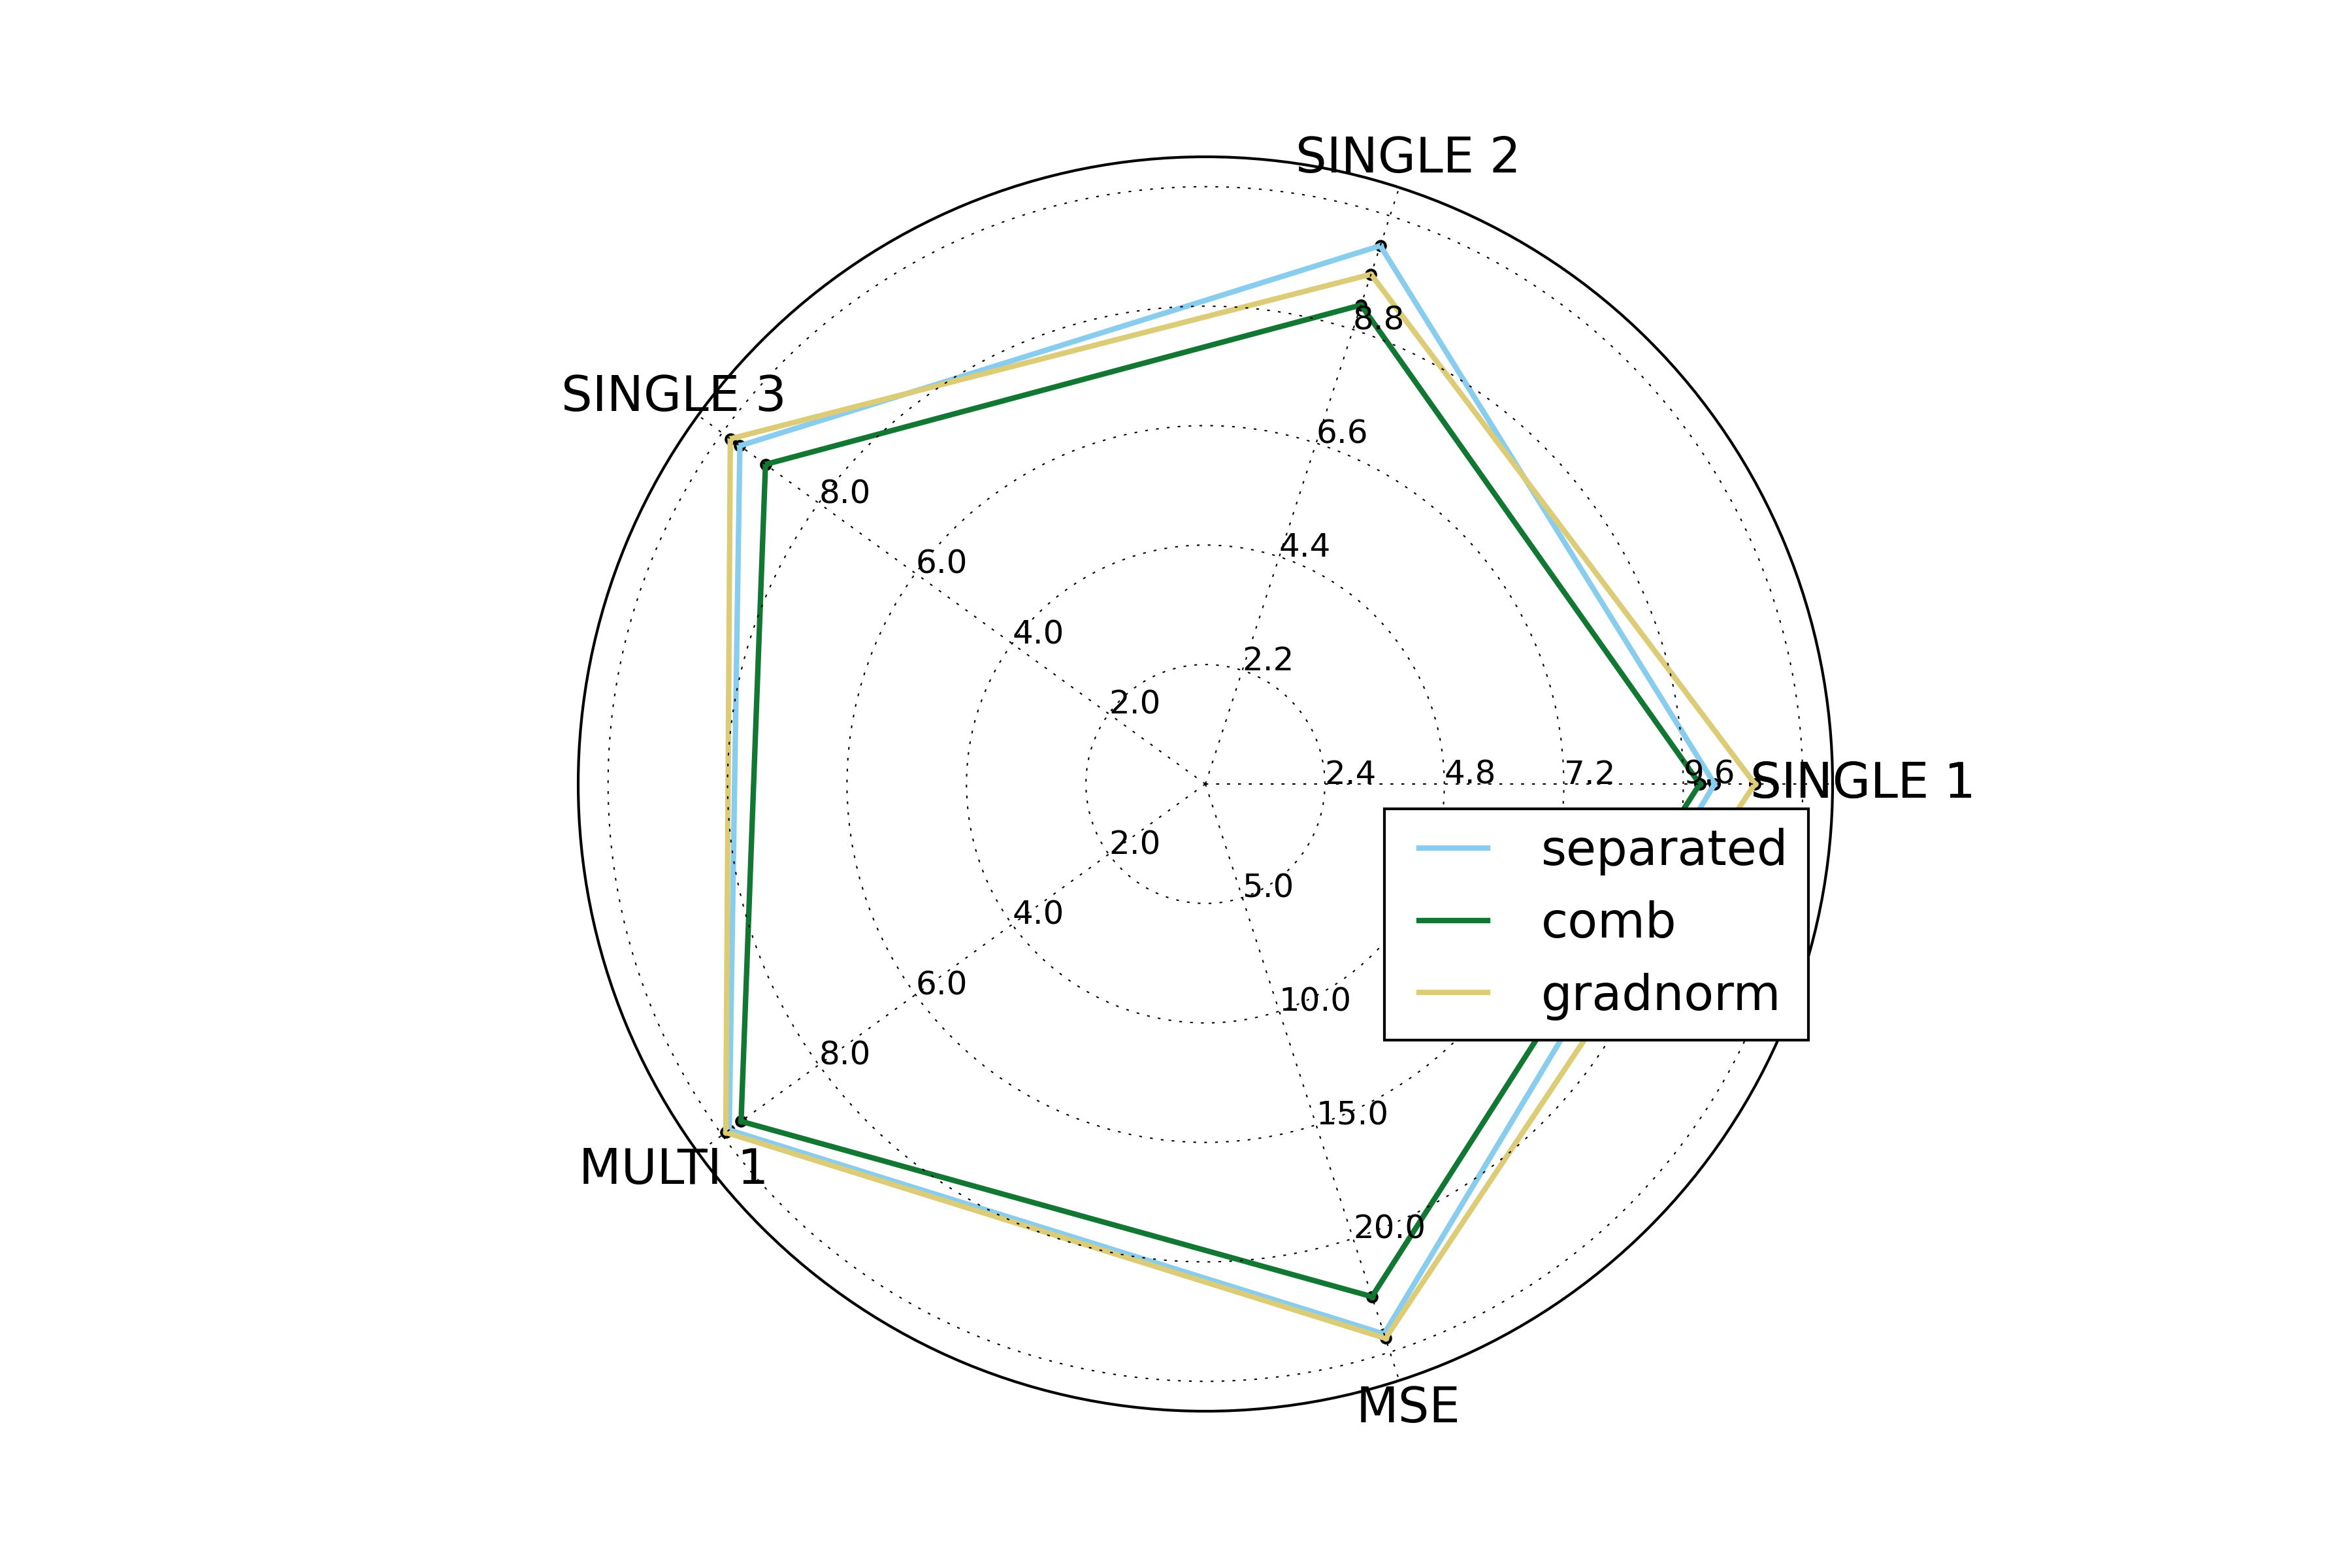 SINGLE 2
8.8
SINGLE 3
6.6
8.0
4.4
6.0
4.0
2.2
2.0
2.4 4.8 7.2 9.6 SINGLE 1
2.0
separated
5.0
4.0
comb
6.0
10.0
gradnorm
8.0
15.0
MULTI 1
20.0
MSE